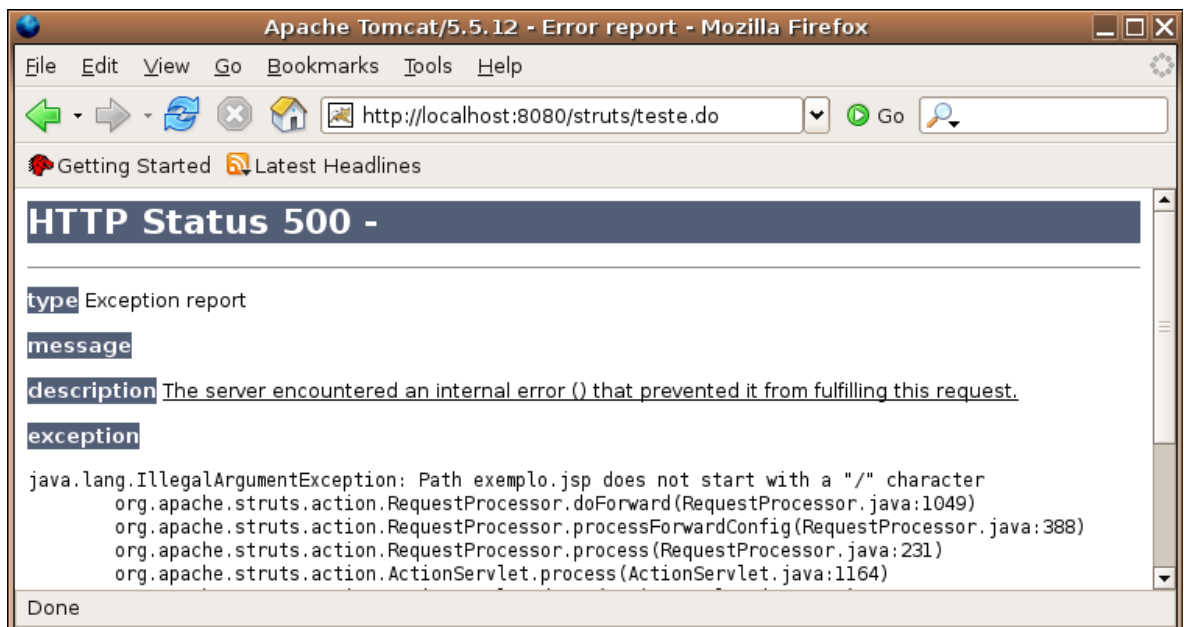 Apache Tomcat/5.5.12 - Error report - Mozilla Firefox
File Edit View Go Bookmarks Tools Help
http://localhost:8080/struts/teste.do Go
Getting Started Latest Headlines
HTTP Status 500 -
type Exception report
message
description The server encountered an internal error () that prevented it from fulfilling this request.
exception
java.lang.IllegalArgumentException: Path exemplo.jsp does not start with a "/" character
org.apache.struts.action.RequestProcessor.doForward(RequestProcessor.java:1049)
org.apache.struts.action.RequestProcessor.processForwardConfig(RequestProcessor.java:388)
org.apache.struts.action.RequestProcessor.process(RequestProcessor.java:231)
org.apache.struts.action.ActionServlet.process(ActionServlet.java:1164)
Done